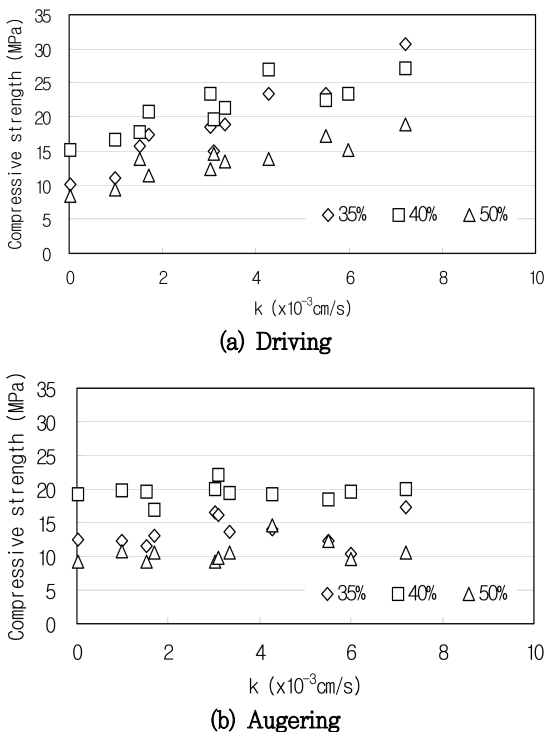 Compressive strength (MPa)
35
30
25
20
15
10
5
0
◇ 35% □ 40% △ 50%
0 2 4 6 8 10
k (x10⁻³cm/s)
(a) Driving
Compressive strength (MPa)
35
30
25
20
15
10
5
0
◇ 35% □ 40% △ 50%
0 2 4 6 8 10
k (x10⁻³cm/s)
(b) Augering